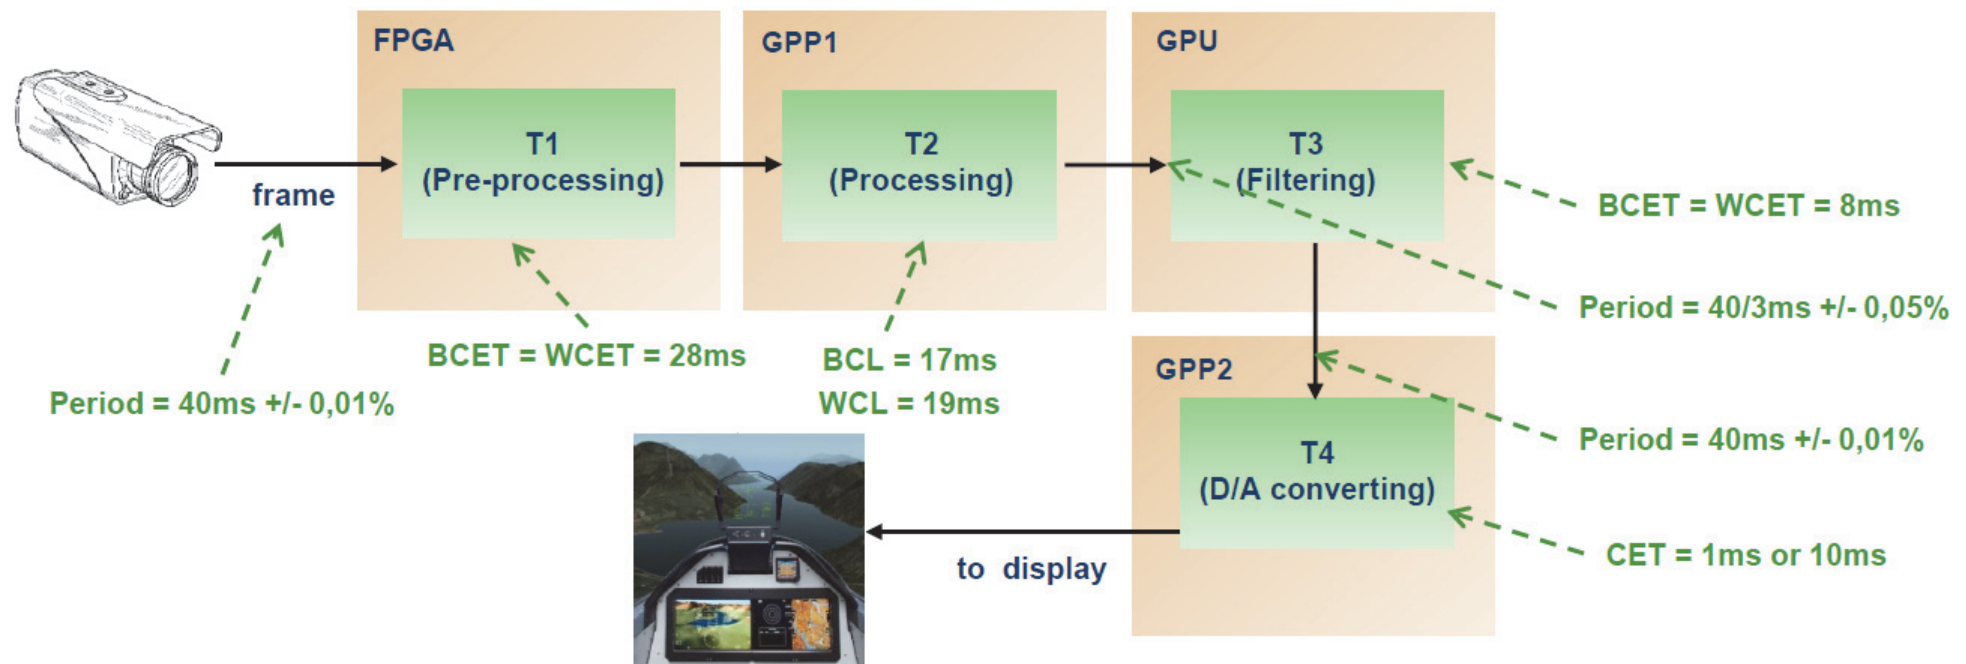 FPGA
GPP1
GPU
T1
(Pre-processing)
T2
(Processing)
T3
(Filtering)
frame
BCET = WCET = 8ms
Period = 40/3ms +/- 0,05%
BCET = WCET = 28ms
BCL = 17ms
WCL = 19ms
GPP2
Period = 40ms +/- 0,01%
Period = 40ms +/- 0,01%
T4
(D/A converting)
CET = 1ms or 10ms
to display